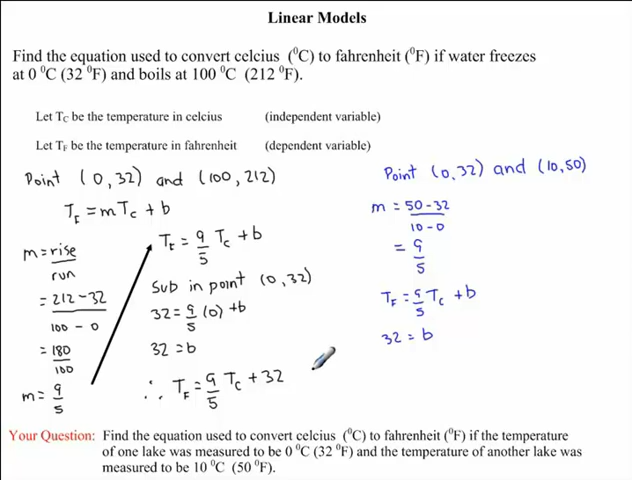 Linear Models
Find the equation used to convert celcius (⁰C) to fahrenheit (⁰F) if water freezes
at 0 ⁰C (32 ⁰F) and boils at 100 ⁰C (212 ⁰F).
Let T_C be the temperature in celcius (independent variable)
Let T_F be the temperature in fahrenheit (dependent variable)
Point (0,32) and (100,212)
T_F = mT_C + b
m = rise/run
= 212-32/100-0
= 180/100
m = 9/5
T_F = 9/5 T_C + b
Sub in point (0,32)
32 = 9/5 (0) + b
32 = b
∴ T_F = 9/5 T_C + 32
Point (0,32) and (10,50)
m = 50-32/10-0
= 9/5
T_F = 9/5 T_C + b
32 = b
Your Question: Find the equation used to convert celcius (⁰C) to fahrenheit (⁰F) if the temperature
of one lake was measured to be 0 ⁰C (32 ⁰F) and the temperature of another lake was
measured to be 10 ⁰C (50 ⁰F).